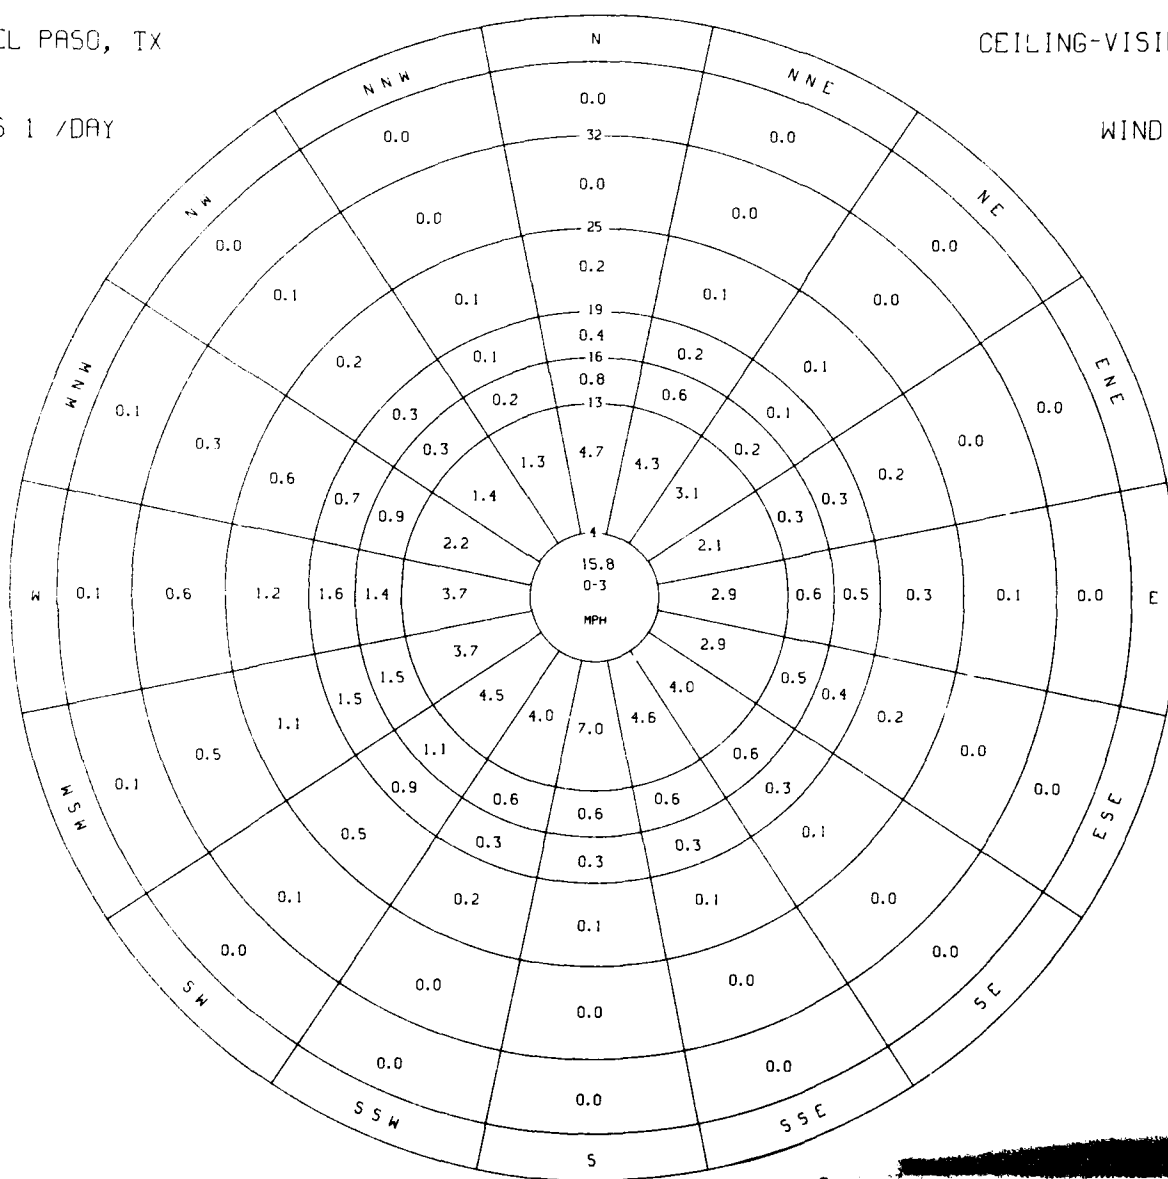 EL PASO, TX CEILING-VISI
6 1 /DAY WIND
N
NNW NNE
0.0
0.0 0.0
32
NW NE
0.0
0.0 0.0
25
0.0 0.0
0.2
0.1 0.0
0.1 0.1
19
0.4
16
0.1 0.2
0.2 0.1
WNW ENE
0.8
0.2 0.6
13
0.1 0.3 0.1 0.0
0.3 0.3 0.2 0.0
4.7
1.3 4.3
0.6 0.2
1.4 3.1
0.7 0.3
0.9 0.3
4
2.2 2.1
15.8
0-3
W 0.1 0.6 1.2 1.6 1.4 3.7 2.9 0.6 0.5 0.3 0.1 0.0 E
MPH
3.7 2.9
1.5 0.5
1.5 4.5 4.0 0.4
4.0 4.6
1.1 7.0 0.2
0.5 1.1 0.6 0.0
0.1 0.9 0.3 0.0
0.6 0.6
0.6
WSW ESE
0.5 0.1
0.3 0.3
0.3
0.1 0.2 0.1 0.0
0.1
0.0 0.0
0.0 0.0
SW SE
0.0
0.0 0.0
0.0
SSW SSE
S